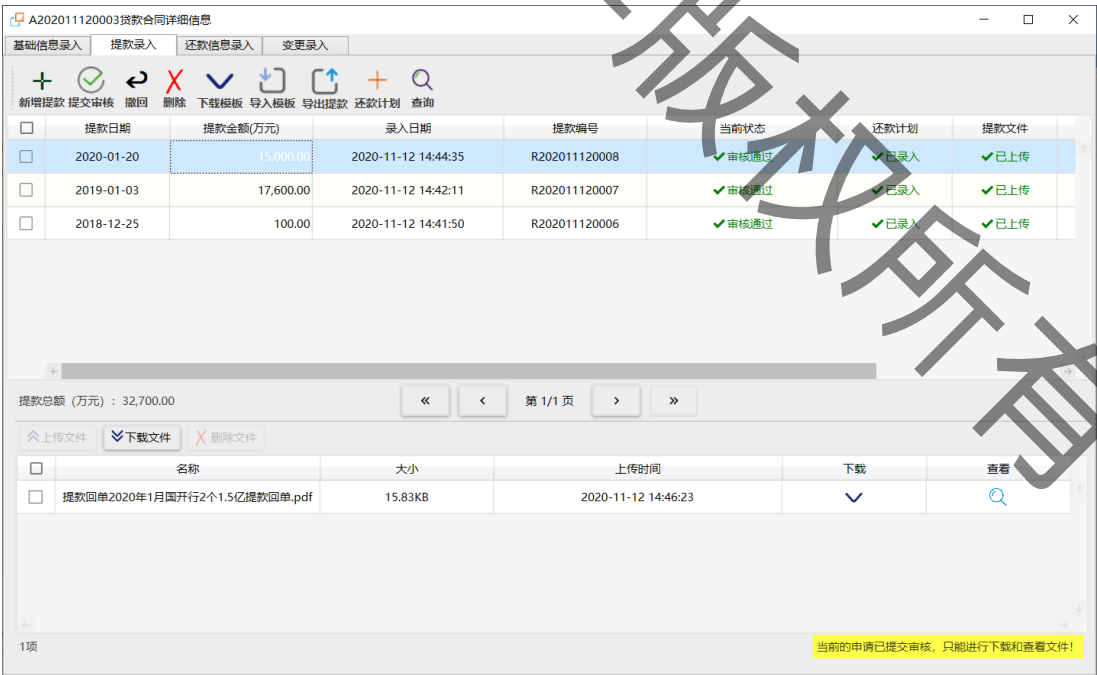 A202011120003贷款合同详细信息
基础信息录入 提款录入 还款信息录入 变更录入
新增提款 提交审核 撤回 删除 下载模板 导入模板 导出提款 还款计划 查询
提款日期 提款金额(万元) 录入日期 提款编号 当前状态 还款计划 提款文件
2020-01-20 15,000.00 2020-11-12 14:44:35 R202011120008 审核通过 已录入 已上传
2019-01-03 17,600.00 2020-11-12 14:42:11 R202011120007 审核通过 已录入 已上传
2018-12-25 100.00 2020-11-12 14:41:50 R202011120006 审核通过 已录入 已上传
提款总额 (万元) : 32,700.00 « ‹ 第 1/1 页 › »
上传文件 下载文件 删除文件
名称 大小 上传时间 下载 查看
提款回单2020年1月国开行2个1.5亿提款回单.pdf 15.83KB 2020-11-12 14:46:23
1项 当前的申请已提交审核，只能进行下载和查看文件!
版权所有